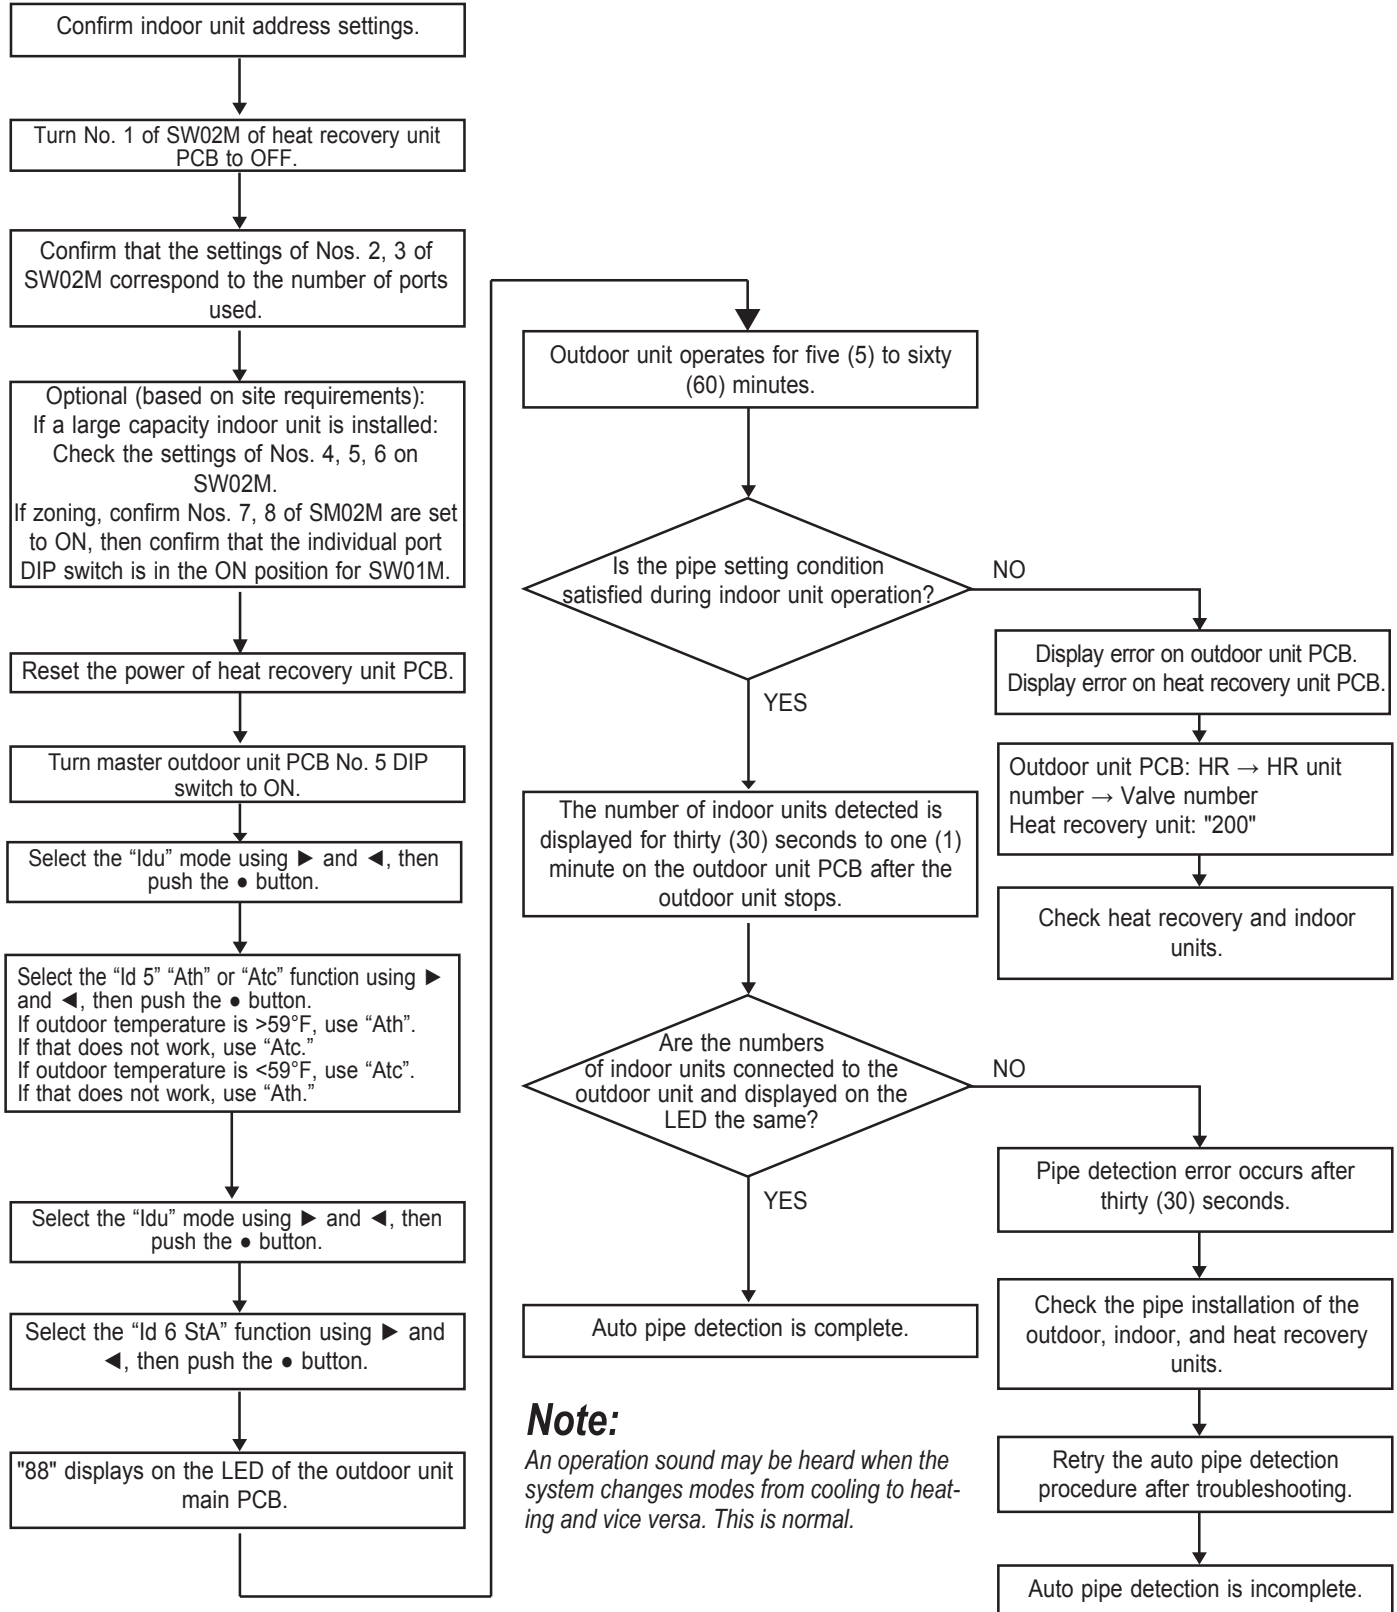 Confirm indoor unit address settings.
Turn No. 1 of SW02M of heat recovery unit
PCB to OFF.
Confirm that the settings of Nos. 2, 3 of
SW02M correspond to the number of ports
used.
Optional (based on site requirements):
If a large capacity indoor unit is installed:
Check the settings of Nos. 4, 5, 6 on
SW02M.
If zoning, confirm Nos. 7, 8 of SM02M are set
to ON, then confirm that the individual port
DIP switch is in the ON position for SW01M.
Reset the power of heat recovery unit PCB.
Turn master outdoor unit PCB No. 5 DIP
switch to ON.
Select the “Idu” mode using ► and ◄, then
push the ● button.
Select the “Id 5” “Ath” or “Atc” function using ►
and ◄, then push the ● button.
If outdoor temperature is >59°F, use “Ath”.
If that does not work, use “Atc.”
If outdoor temperature is <59°F, use “Atc”.
If that does not work, use “Ath.”
Select the “Idu” mode using ► and ◄, then
push the ● button.
Select the “Id 6 StA” function using ► and
◄, then push the ● button.
"88" displays on the LED of the outdoor unit
main PCB.
Outdoor unit operates for five (5) to sixty
(60) minutes.
Is the pipe setting condition
satisfied during indoor unit operation?
NO
YES
Display error on outdoor unit PCB.
Display error on heat recovery unit PCB.
Outdoor unit PCB: HR → HR unit
number → Valve number
Heat recovery unit: "200"
Check heat recovery and indoor
units.
The number of indoor units detected is
displayed for thirty (30) seconds to one (1)
minute on the outdoor unit PCB after the
outdoor unit stops.
Are the numbers
of indoor units connected to the
outdoor unit and displayed on the
LED the same?
NO
YES
Pipe detection error occurs after
thirty (30) seconds.
Check the pipe installation of the
outdoor, indoor, and heat recovery
units.
Retry the auto pipe detection
procedure after troubleshooting.
Auto pipe detection is incomplete.
Auto pipe detection is complete.
Note:
An operation sound may be heard when the
system changes modes from cooling to heat-
ing and vice versa. This is normal.